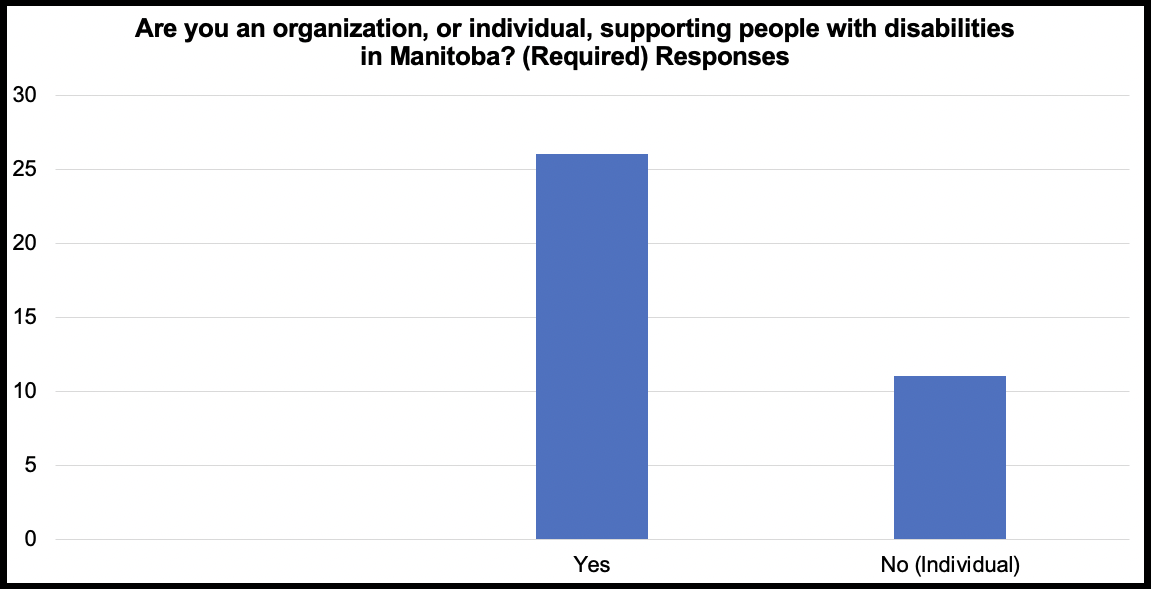 Are you an organization, or individual, supporting people with disabilities
in Manitoba? (Required) Responses
30
25
20
15
10
5
0
Yes
No (Individual)